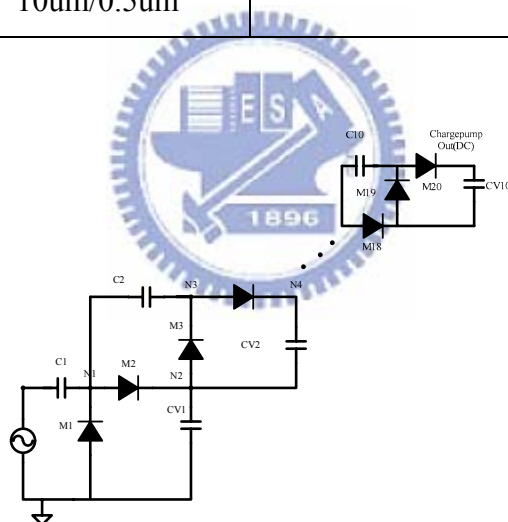 10um/0.5um
E S A
1896
C10
Chargepump
Out(DC)
M19
M20
CV10
M18
C2
N3
N4
M3
CV2
C1
N1
M2
N2
M1
CV1